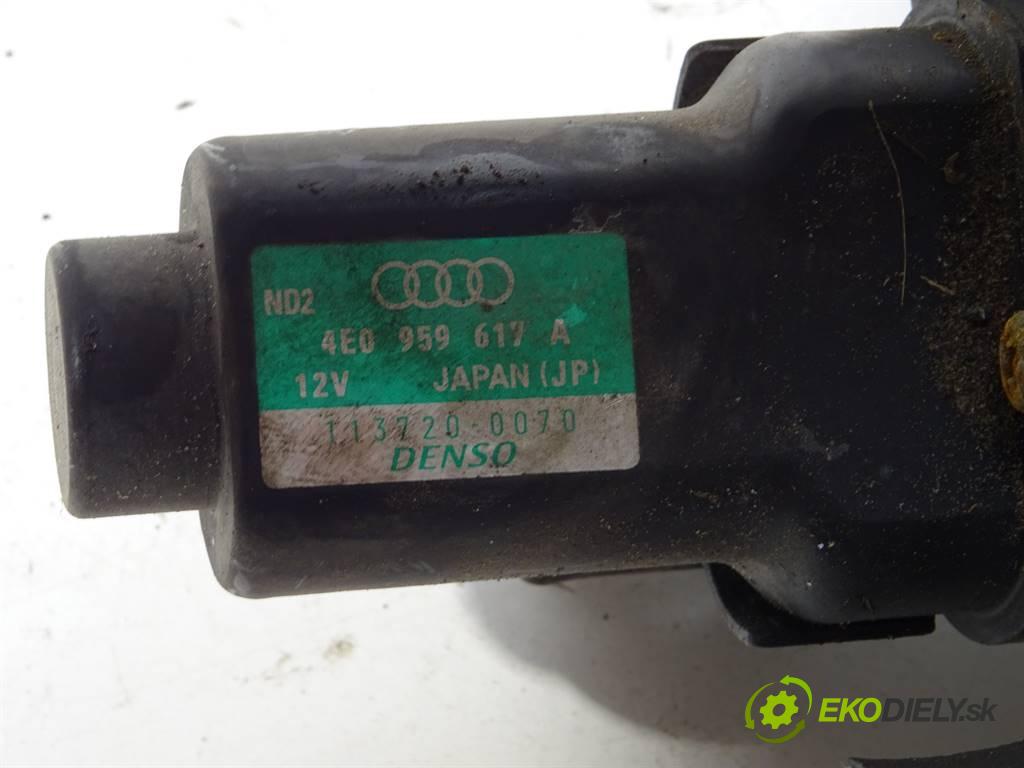 ND2
4E0 959 617 A
12V JAPAN (JP)
113720-0070
DENSO
EKODIELY.sk